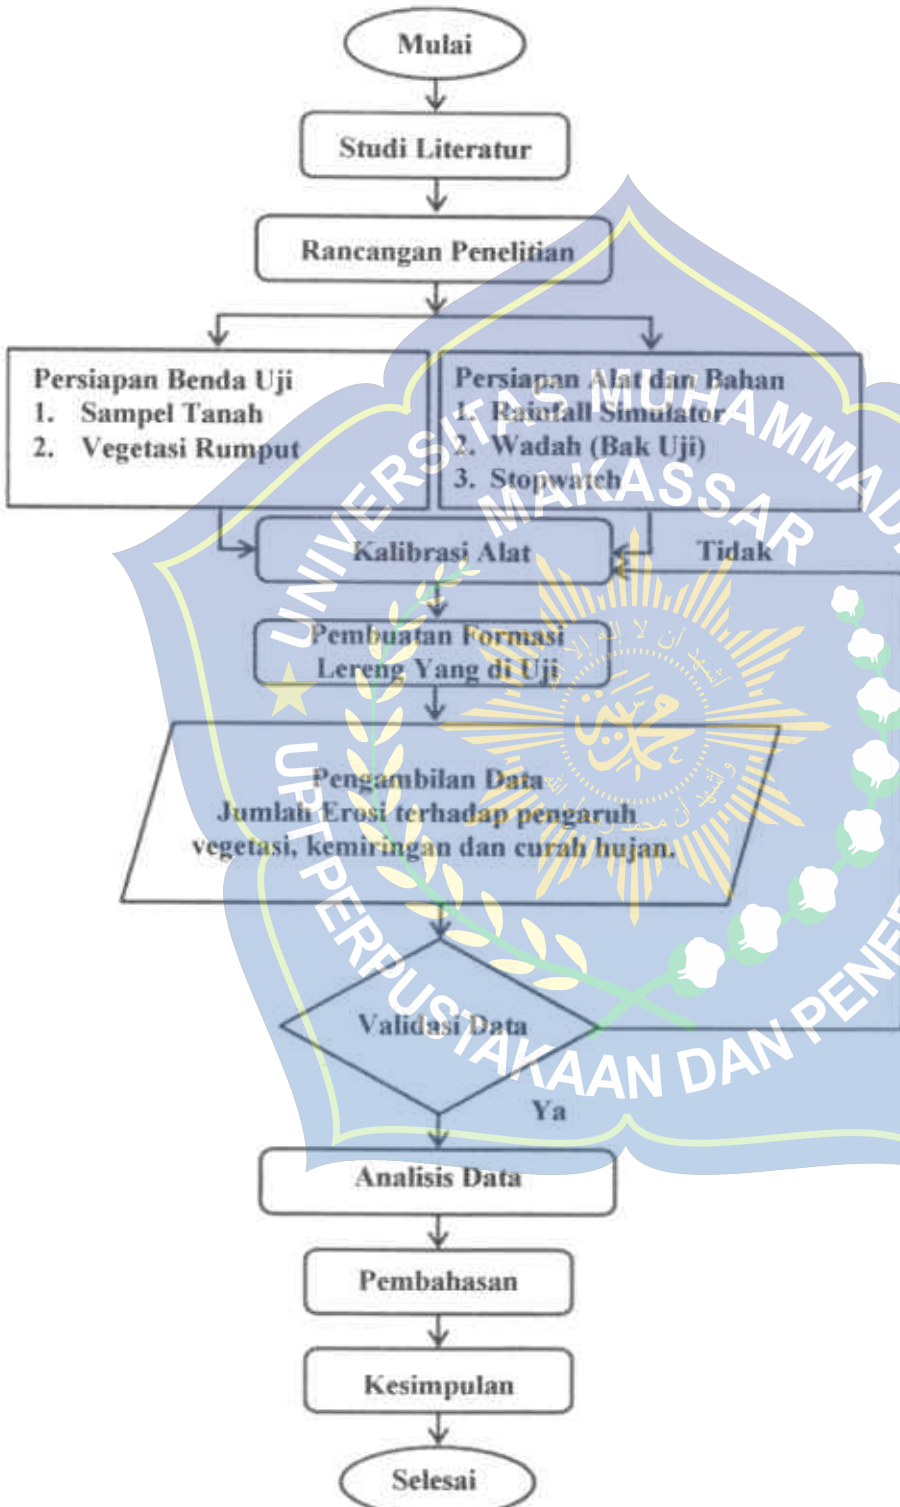 Mulai
Studi Literatur
Rancangan Penelitian
Persiapan Benda Uji
1. Sampel Tanah
2. Vegetasi Rumput
Persiapan Alat dan Bahan
1. Rainfall Simulator
2. Wadah (Bak Uji)
3. Stopwatch
Kalibrasi Alat
Tidak
Pembuatan Formasi
Lereng Yang di Uji
Pengambilan Data
Jumlah Erosi terhadap pengaruh
vegetasi, kemiringan dan curah hujan.
Validasi Data
Ya
Analisis Data
Pembahasan
Kesimpulan
Selesai
UNIVERSITAS MUHAMMAD
MAKASSAR
UPT PERPUSTAKAAN DAN PENE